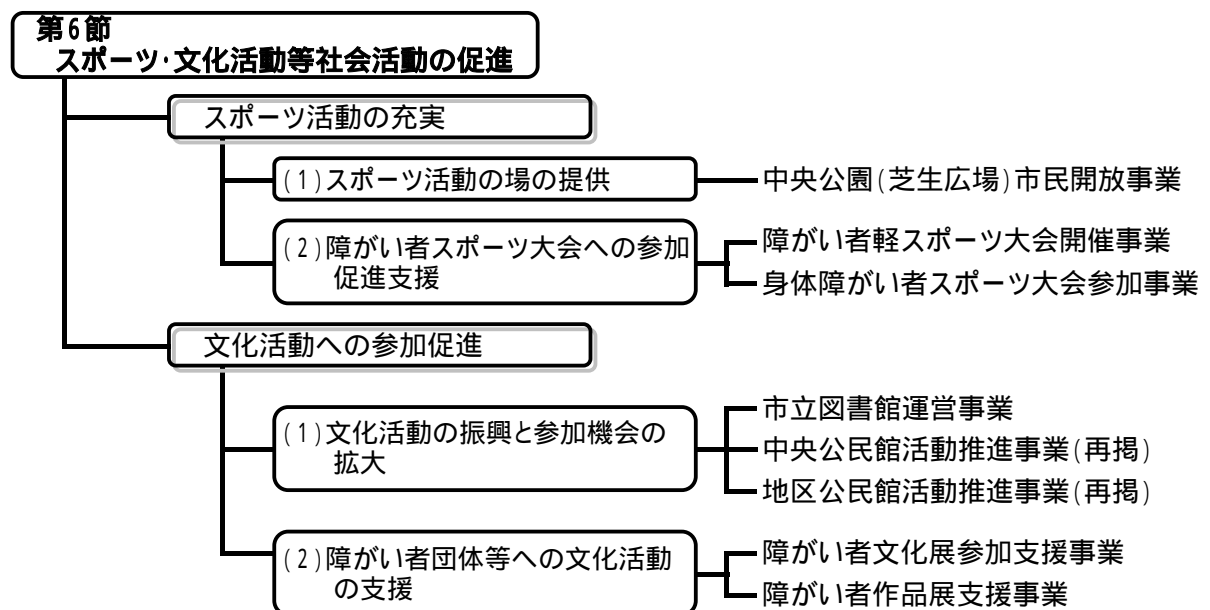 第6節
スポーツ・文化活動等社会活動の促進
スポーツ活動の充実
(1)スポーツ活動の場の提供
中央公園(芝生広場)市民開放事業
(2)障がい者スポーツ大会への参加
促進支援
障がい者軽スポーツ大会開催事業
身体障がい者スポーツ大会参加事業
文化活動への参加促進
(1)文化活動の振興と参加機会の
拡大
市立図書館運営事業
中央公民館活動推進事業(再掲)
地区公民館活動推進事業(再掲)
(2)障がい者団体等への文化活動
の支援
障がい者文化展参加支援事業
障がい者作品展支援事業